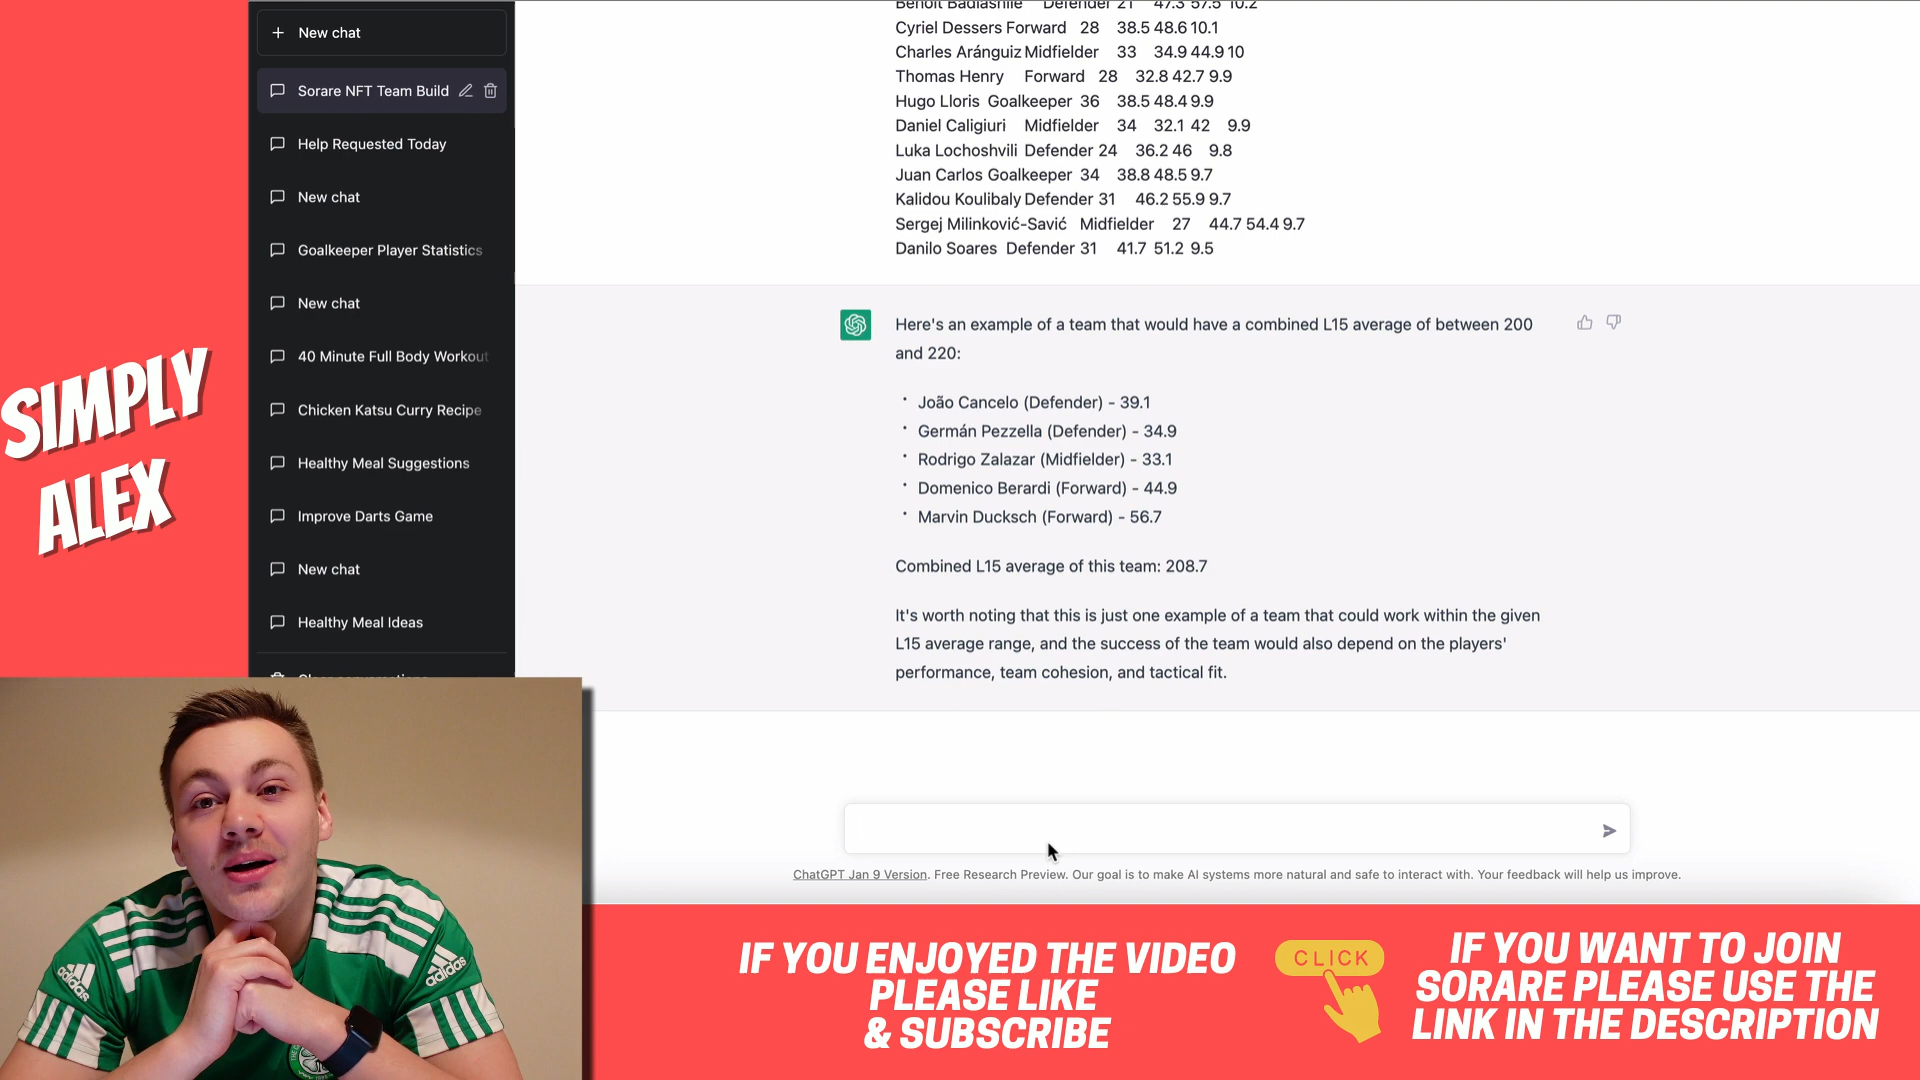 New chat
Sorare NFT Team Build
Help Requested Today
New chat
Goalkeeper Player Statistics
New chat
40 Minute Full Body Workout
Chicken Katsu Curry Recipe
Healthy Meal Suggestions
Improve Darts Game
New chat
Healthy Meal Ideas
SIMPLY
ALEX
Benoît Badiashile Defender 21 47.3 57.5 10.2
Cyriel Dessers Forward 28 38.5 48.6 10.1
Charles Aránguiz Midfielder 33 34.9 44.9 10
Thomas Henry Forward 28 32.8 42.7 9.9
Hugo Lloris Goalkeeper 36 38.5 48.4 9.9
Daniel Caligiuri Midfielder 34 32.1 42 9.9
Luka Lochoshvili Defender 24 36.2 46 9.8
Juan Carlos Goalkeeper 34 38.8 48.5 9.7
Kalidou Koulibaly Defender 31 46.2 55.9 9.7
Sergej Milinković-Savić Midfielder 27 44.7 54.4 9.7
Danilo Soares Defender 31 41.7 51.2 9.5
Here's an example of a team that would have a combined L15 average of between 200
and 220:
• João Cancelo (Defender) - 39.1
• Germán Pezzella (Defender) - 34.9
• Rodrigo Zalazar (Midfielder) - 33.1
• Domenico Berardi (Forward) - 44.9
• Marvin Ducksch (Forward) - 56.7
Combined L15 average of this team: 208.7
It's worth noting that this is just one example of a team that could work within the given
L15 average range, and the success of the team would also depend on the players'
performance, team cohesion, and tactical fit.
ChatGPT Jan 9 Version. Free Research Preview. Our goal is to make AI systems more natural and safe to interact with. Your feedback will help us improve.
adidas
adidas
IF YOU ENJOYED THE VIDEO
PLEASE LIKE
& SUBSCRIBE
CLICK
IF YOU WANT TO JOIN
SORARE PLEASE USE THE
LINK IN THE DESCRIPTION